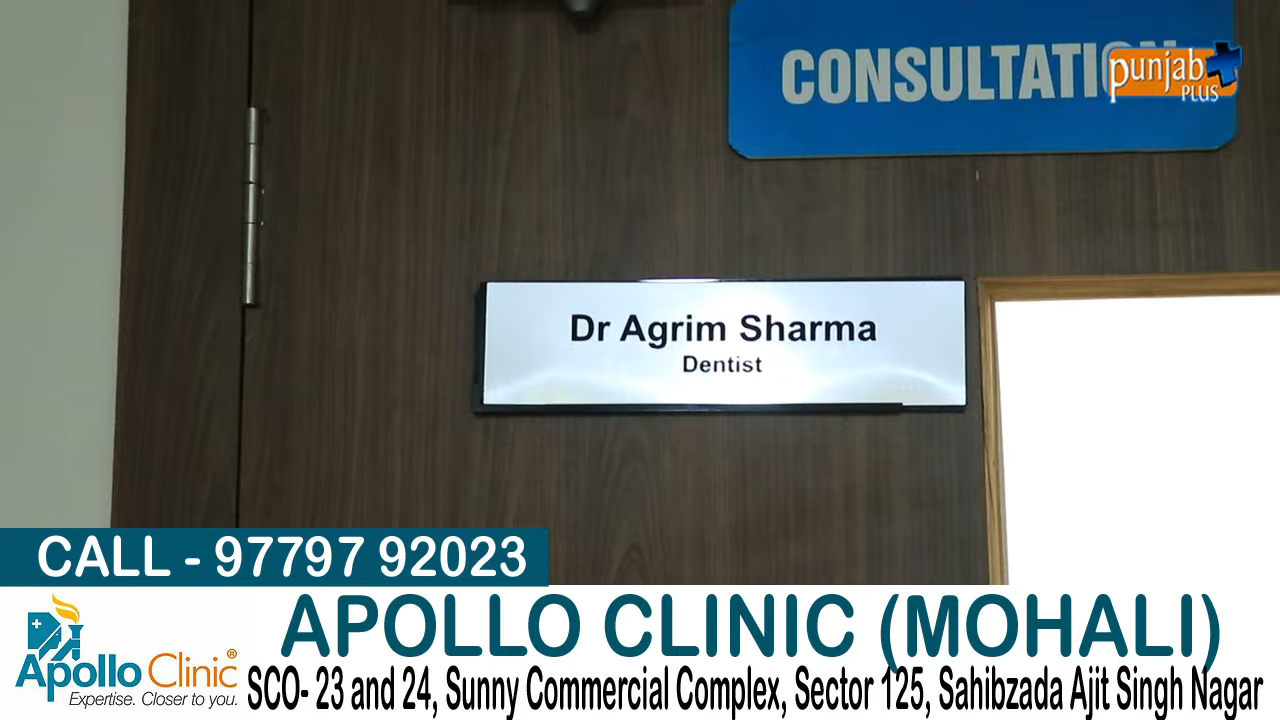 CONSULTATION
punjab
PLUS
Dr Agrim Sharma
Dentist
CALL - 97797 92023
APOLLO CLINIC (MOHALI)
Apollo Clinic®
Expertise. Closer to you.
SCO- 23 and 24, Sunny Commercial Complex, Sector 125, Sahibzada Ajit Singh Nagar